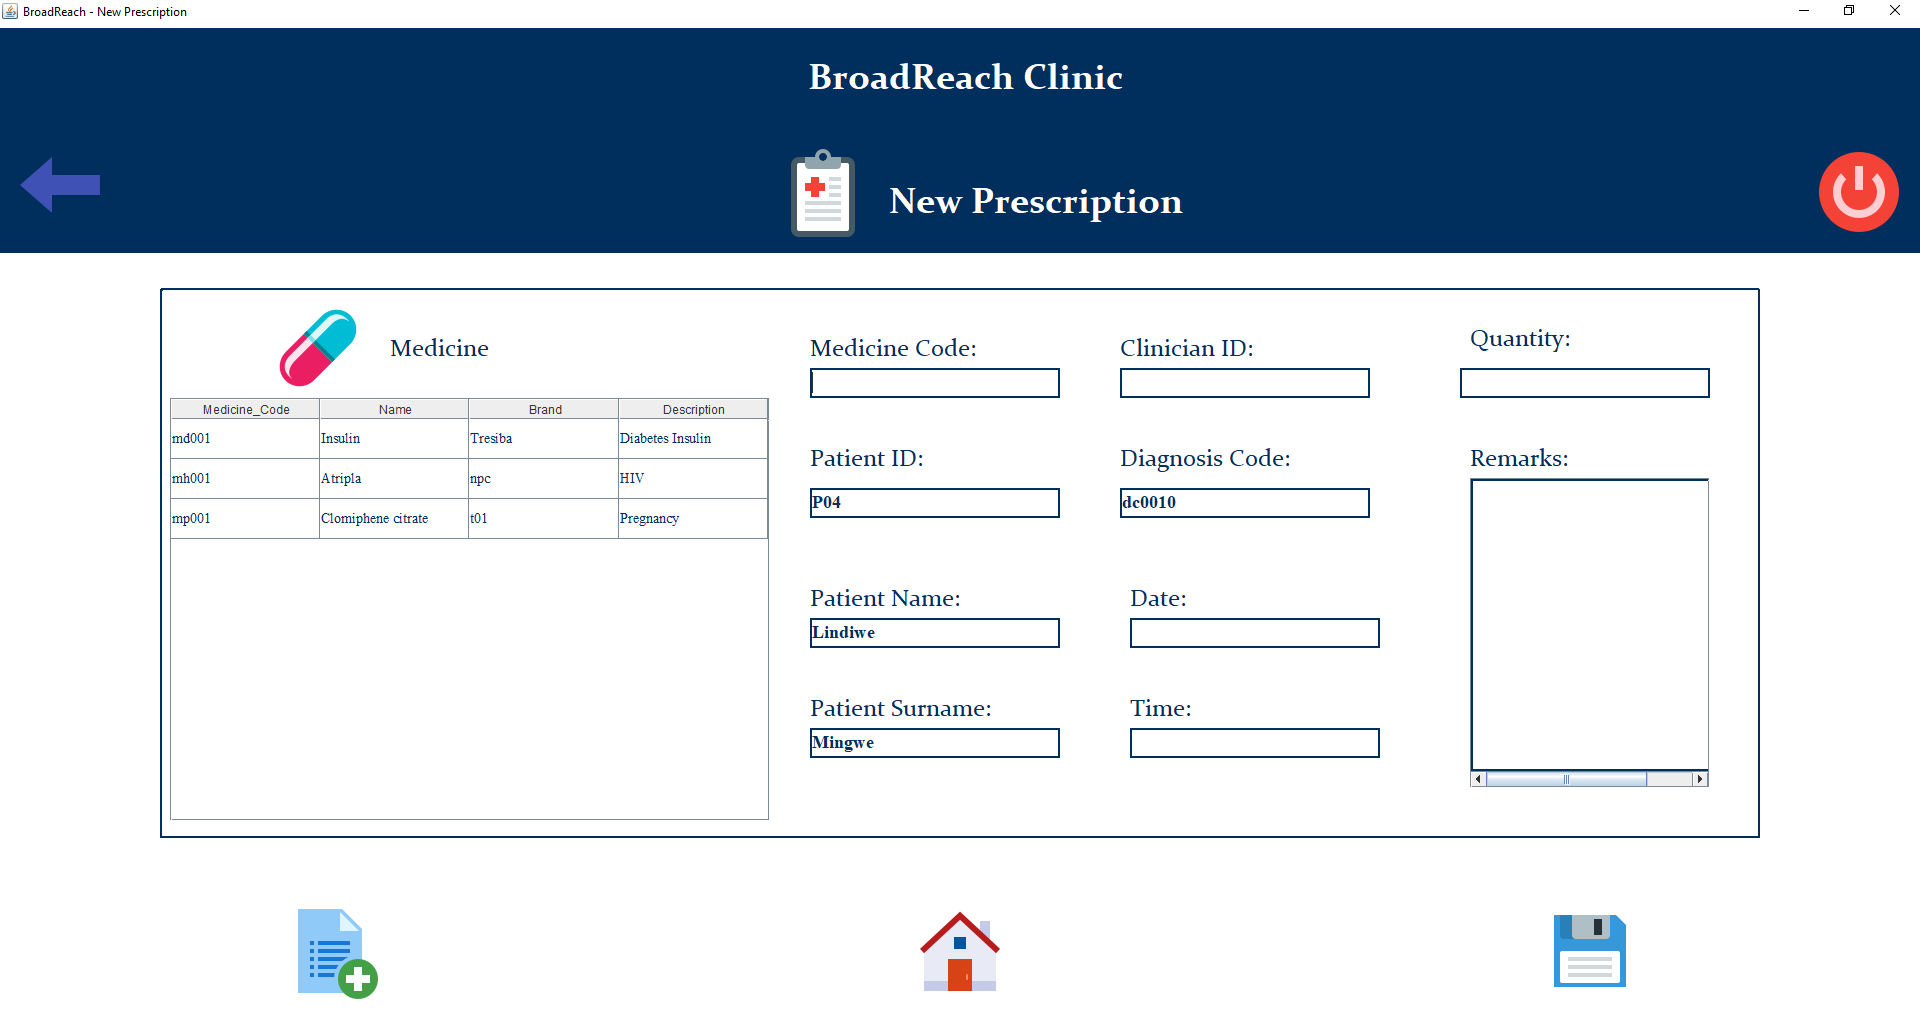 BroadReach - New Prescription
BroadReach Clinic
New Prescription
Medicine
Medicine_Code Name Brand Description
md001 Insulin Tresiba Diabetes Insulin
mh001 Atripla npc HIV
mp001 Clomiphene citrate t01 Pregnancy
Medicine Code:
Clinician ID:
Quantity:
Patient ID:
P04
Diagnosis Code:
dc0010
Remarks:
Patient Name:
Lindiwe
Date:
Patient Surname:
Mingwe
Time: